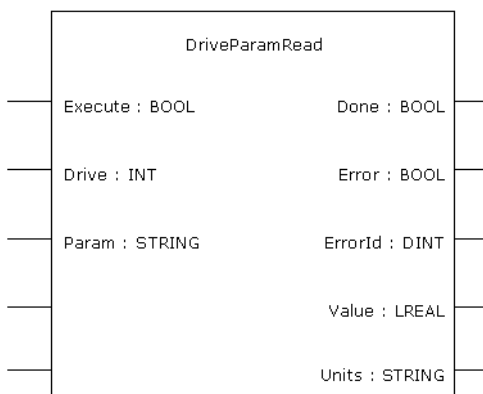 DriveParamRead
Execute : BOOL Done : BOOL
Drive : INT Error : BOOL
Param : STRING ErrorId : DINT
Value : LREAL
Units : STRING